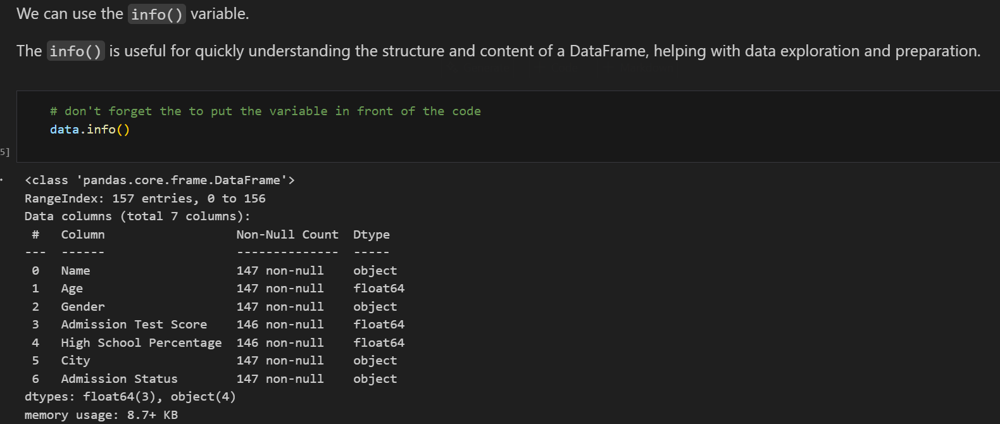 We can use the info() variable.
The info() is useful for quickly understanding the structure and content of a DataFrame, helping with data exploration and preparation.
# don't forget the to put the variable in front of the code
data.info()
5]
<class 'pandas.core.frame.DataFrame'>
RangeIndex: 157 entries, 0 to 156
Data columns (total 7 columns):
 #   Column                  Non-Null Count  Dtype
---  ------                  --------------  -----
 0   Name                    147 non-null    object
 1   Age                     147 non-null    float64
 2   Gender                  147 non-null    object
 3   Admission Test Score    146 non-null    float64
 4   High School Percentage  146 non-null    float64
 5   City                    147 non-null    object
 6   Admission Status        147 non-null    object
dtypes: float64(3), object(4)
memory usage: 8.7+ KB